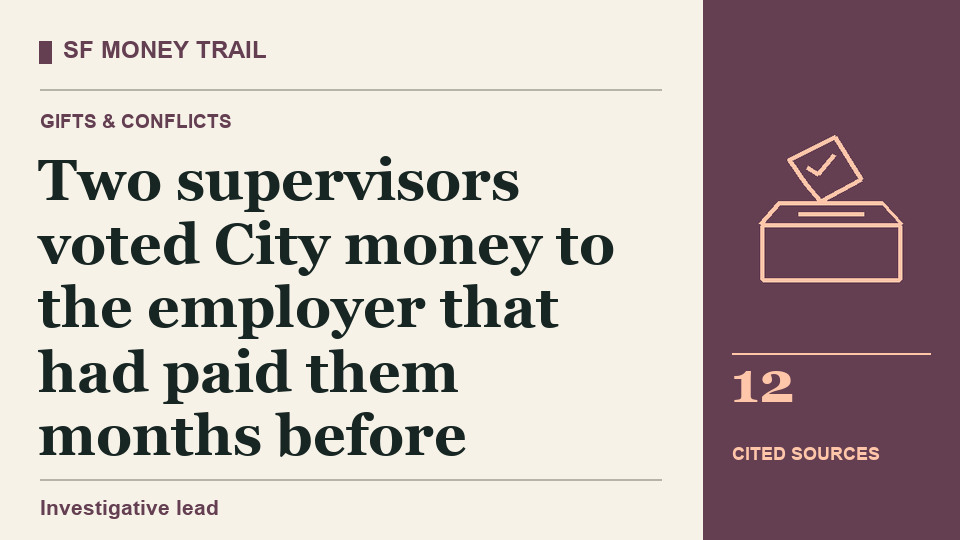 SF MONEY TRAIL
GIFTS & CONFLICTS
Two supervisors
voted City money to
the employer that
had paid them
months before
Investigative lead
12
CITED SOURCES